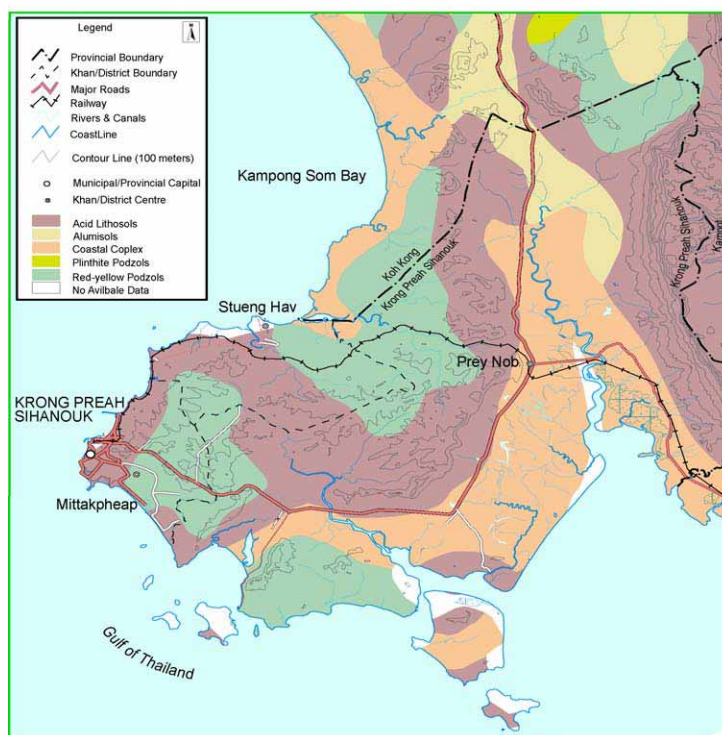 Legend
N
Provincial Boundary
Khan/District Boundary
Major Roads
Railway
Rivers & Canals
CoastLine
Contour Line (100 meters)
Municipal/Provincial Capital
Khan/District Centre
Acid Lithosols
Alumisols
Coastal Coplex
Plinthite Podzols
Red-yellow Podzols
No Avilbale Data
Kampong Som Bay
Koh Kong
Krong Preah Sihanouk
Krong Preah Sihanouk
Kampot
Stueng Hav
Prey Nob
KRONG PREAH
SIHANOUK
Mittakpheap
Gulf of Thailand